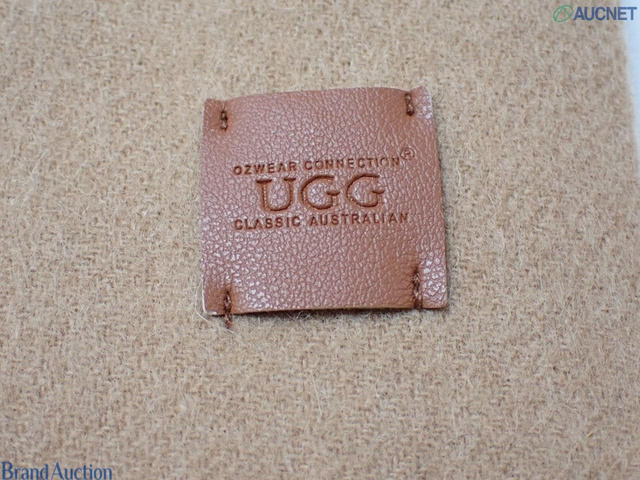 AUCNET
OZWEAR CONNECTION®
UGG
CLASSIC AUSTRALIAN
Brand Auction